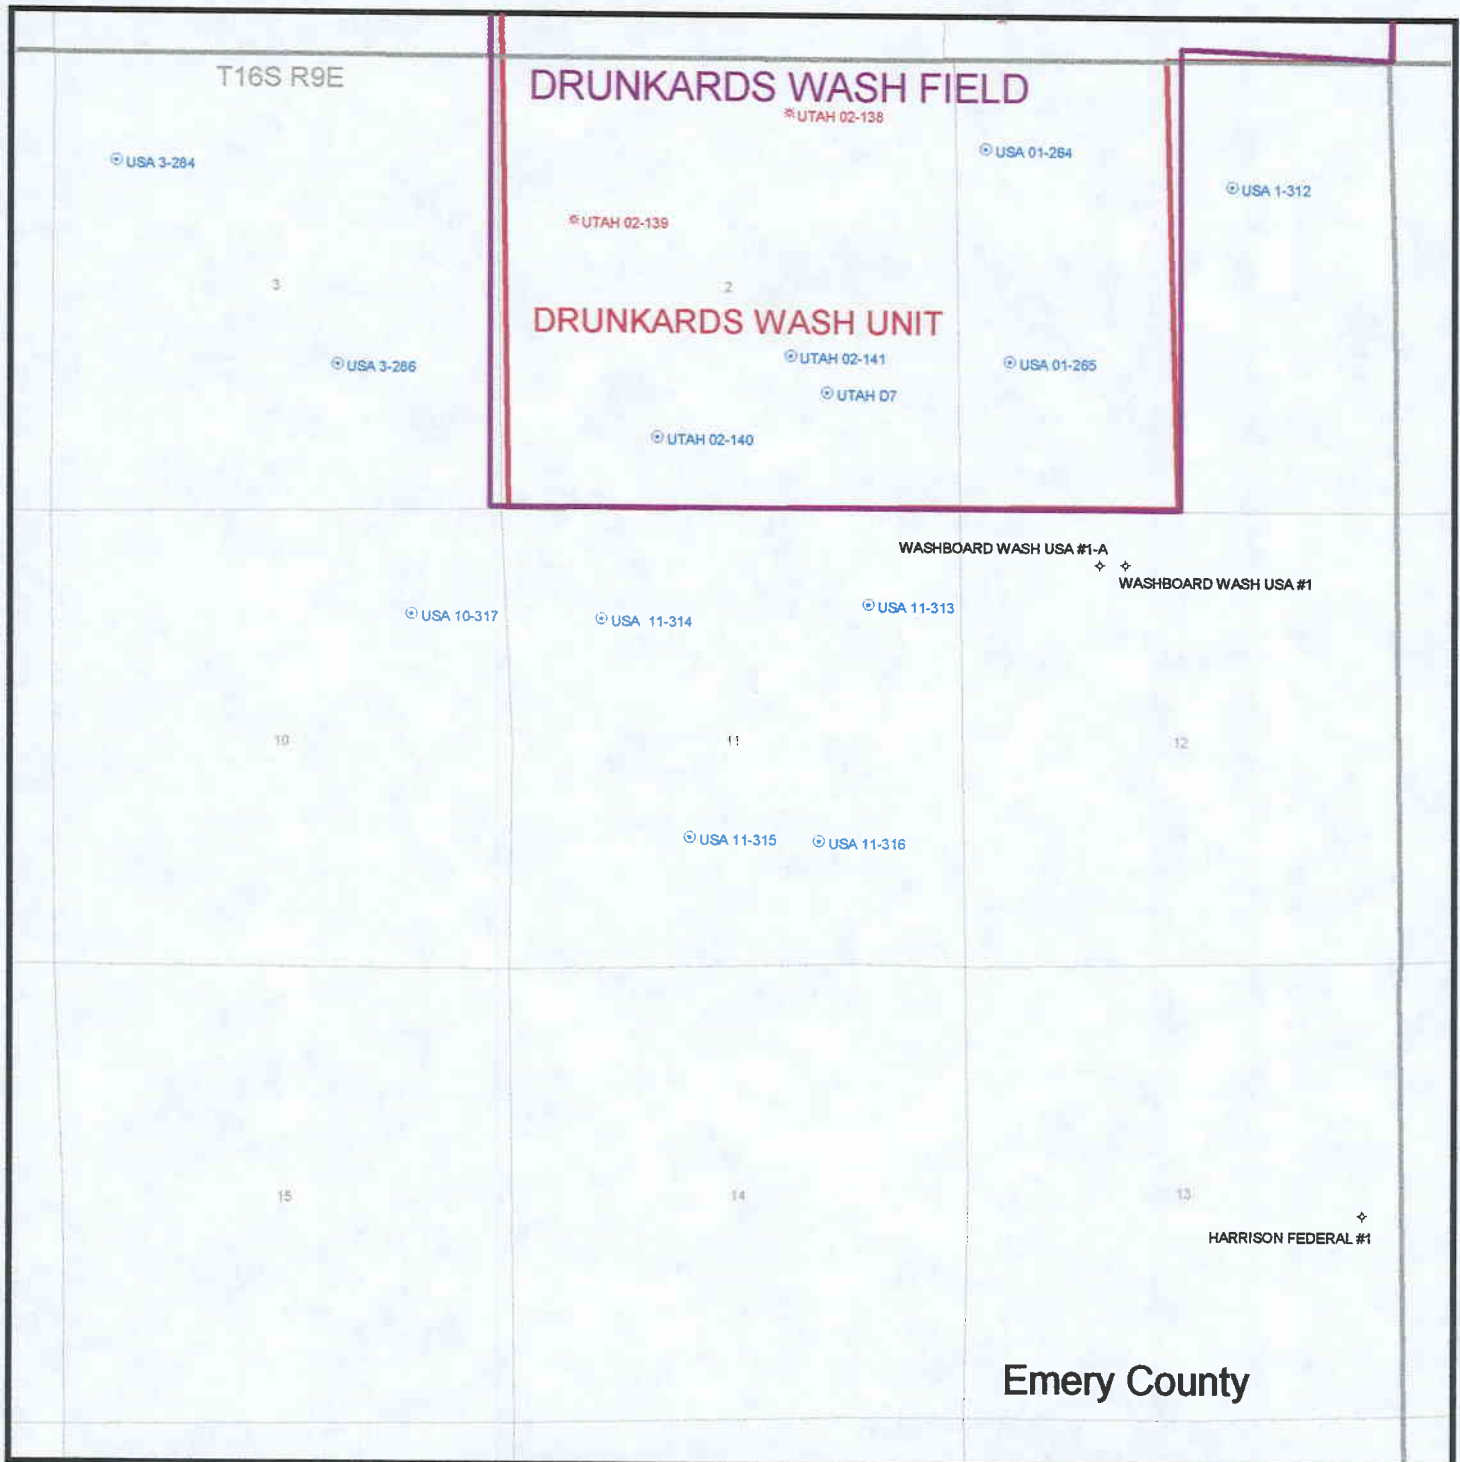 T16S R9E
DRUNKARDS WASH FIELD
UTAH 02-138
USA 3-284
USA 01-264
USA 1-312
UTAH 02-139
3
2
DRUNKARDS WASH UNIT
USA 3-286
UTAH 02-141
USA 01-265
UTAH D7
UTAH 02-140
WASHBOARD WASH USA #1-A
WASHBOARD WASH USA #1
USA 10-317
USA 11-314
USA 11-313
10
11
12
USA 11-315
USA 11-316
15
14
13
HARRISON FEDERAL #1
Emery County